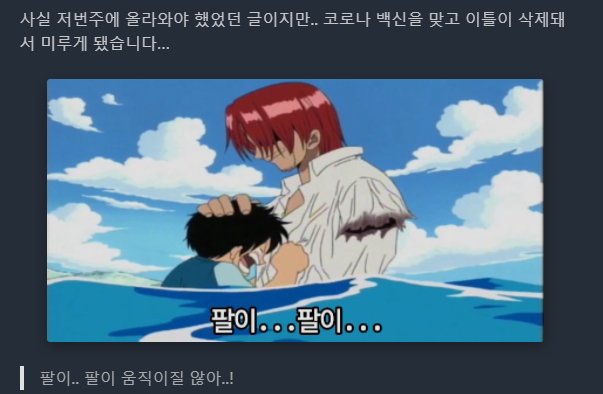 사실 저번주에 올라와야 했었던 글이지만.. 코로나 백신을 맞고 이틀이 삭제돼
서 미루게 됐습니다...
팔이...팔이...
팔이.. 팔이 움직이질 않아..!